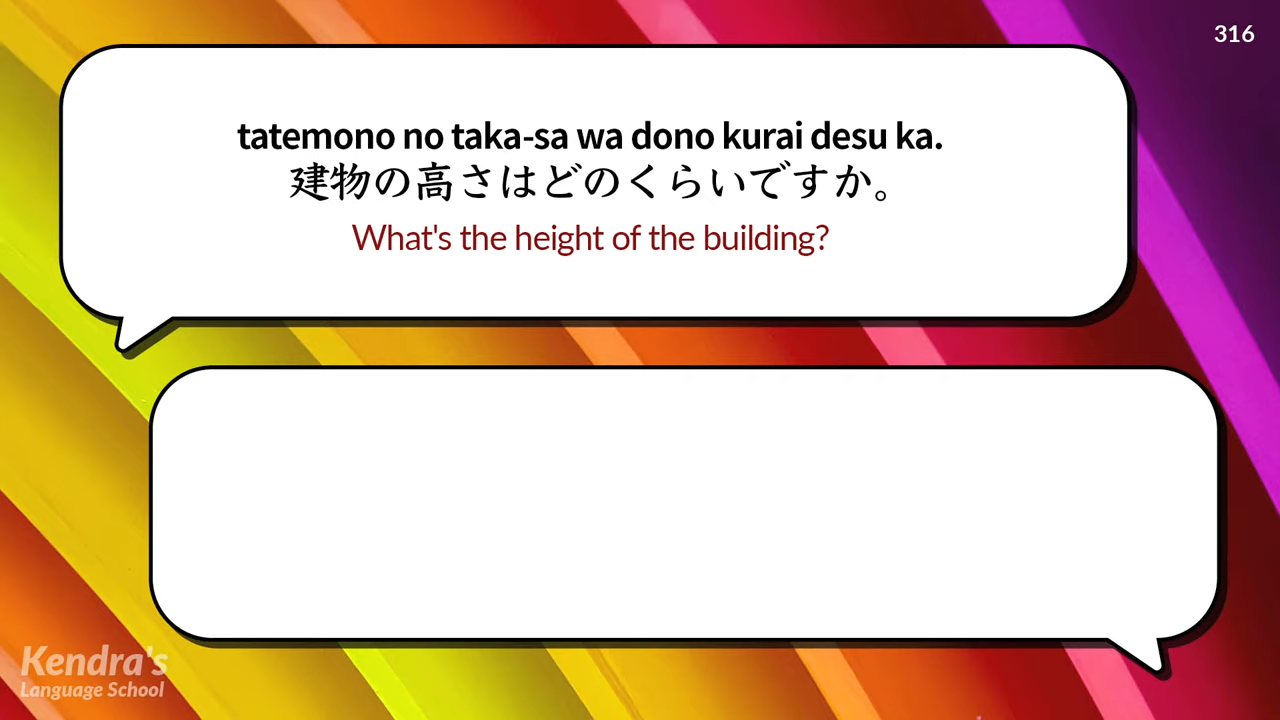 316
tatemono no taka-sa wa dono kurai desu ka.
建物の高さはどのくらいですか。
What's the height of the building?
Kendra's
Language School